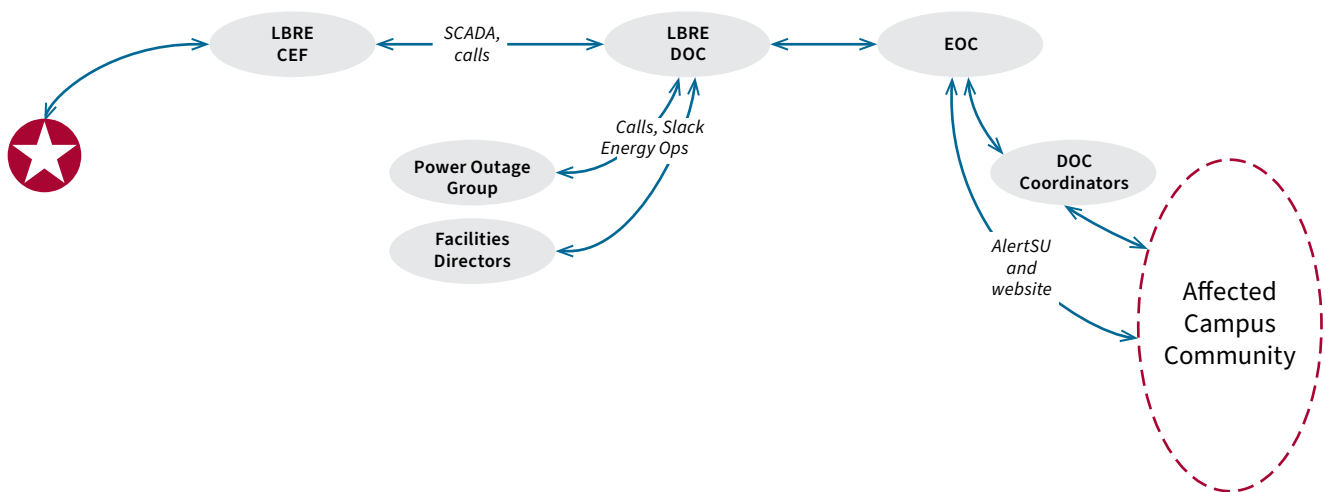 LBRE
CEF
SCADA,
calls
LBRE
DOC
EOC
Calls, Slack
Energy Ops
Power Outage
Group
Facilities
Directors
DOC
Coordinators
AlertSU
and
website
Affected
Campus
Community